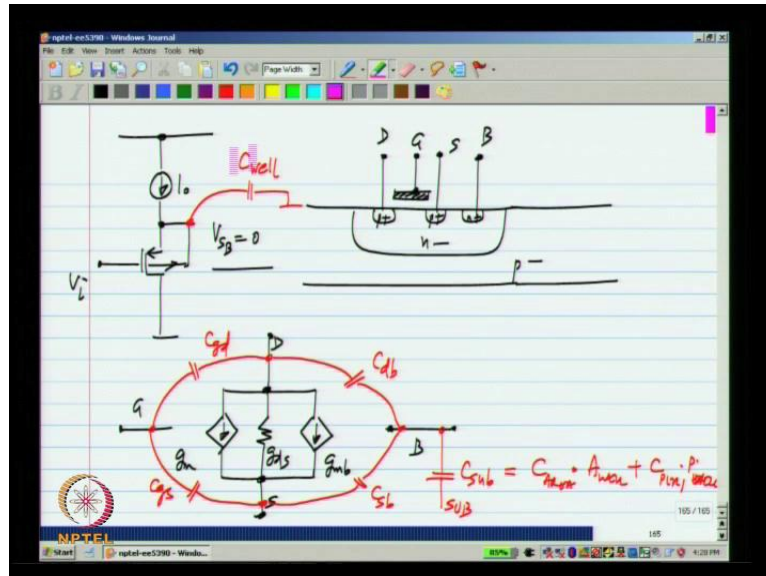 nptel-ee5390 - Windows Journal
File Edit View Insert Actions Tools Help
Page Width
B I
D G S B
C well
I0
VSB = 0
Vi
p+ n+
n-
p-
D
Cgd
Cdb
G
gm
gds
gmb
B
Cgs
S
Csb
Csub =
SUB
165 / 165
NPTEL
165
Start
nptel-ee5390 - Windo...
85%
4:28 PM